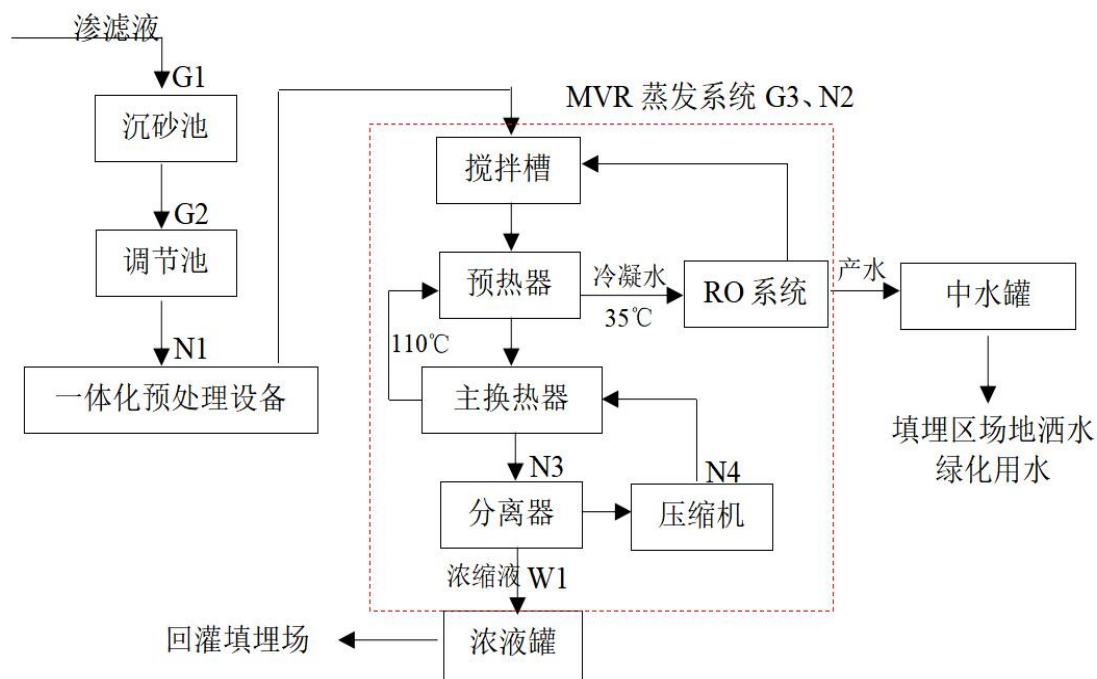 渗滤液
G1
沉砂池
G2
调节池
N1
一体化预处理设备
MVR 蒸发系统 G3、N2
搅拌槽
预热器
冷凝水
35℃
RO 系统
产水
中水罐
110℃
主换热器
填埋区场地洒水
绿化用水
N3
N4
分离器
压缩机
浓缩液 W1
浓液罐
回灌填埋场